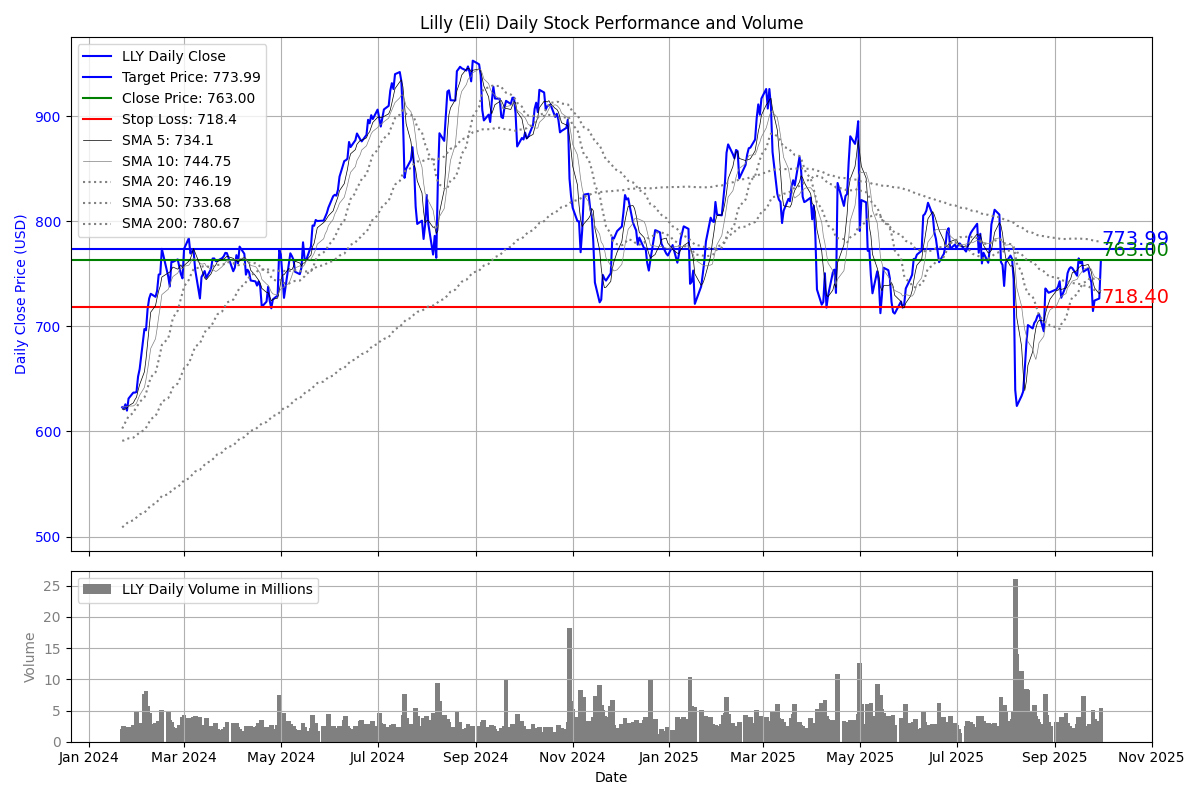 Lilly (Eli) Daily Stock Performance and Volume
LLY Daily Close
Target Price: 773.99
Close Price: 763.00
Stop Loss: 718.4
SMA 5: 734.1
SMA 10: 744.75
SMA 20: 746.19
SMA 50: 733.68
SMA 200: 780.67
Daily Close Price (USD)
900
800
700
600
500
773.99
763.00
718.40
LLY Daily Volume in Millions
Volume
25
20
15
10
5
0
Jan 2024 Mar 2024 May 2024 Jul 2024 Sep 2024 Nov 2024 Jan 2025 Mar 2025 May 2025 Jul 2025 Sep 2025 Nov 2025
Date